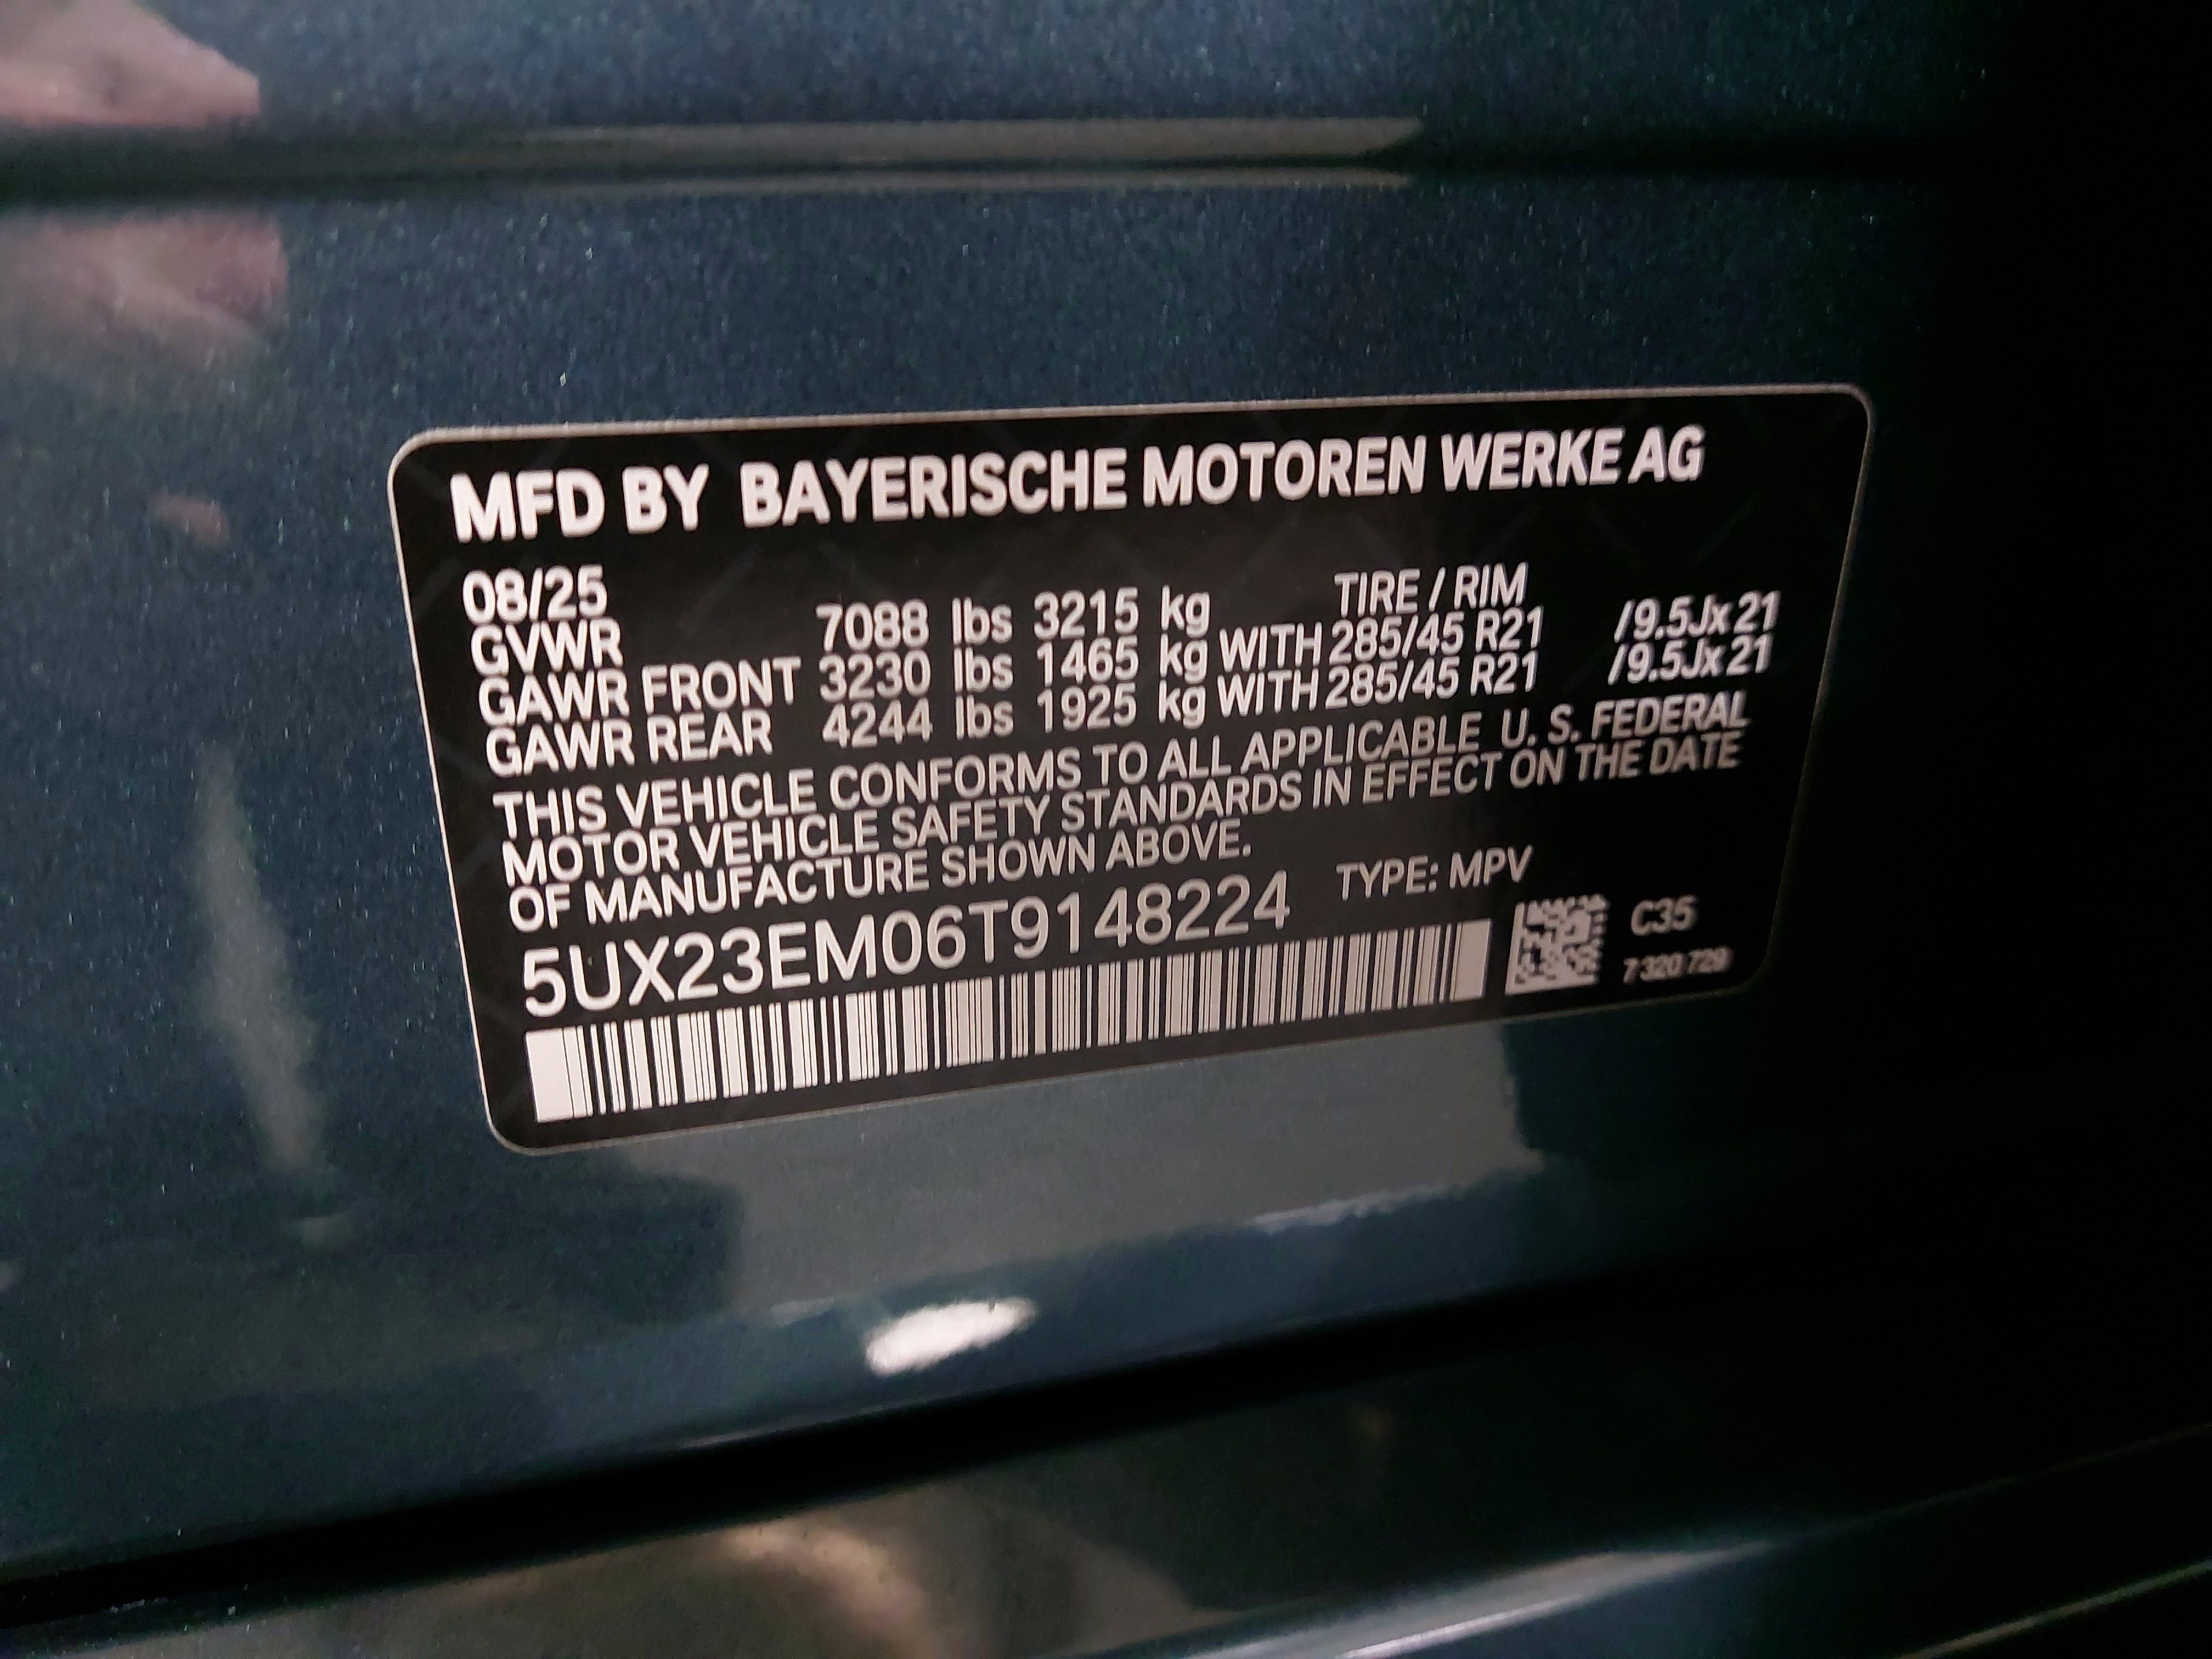 MFD BY BAYERISCHE MOTOREN WERKE AG
08/25 TIRE / RIM
GVWR 7088 lbs 3215 kg
GAWR FRONT 3230 lbs 1465 kg WITH 285/45 R21 /9.5Jx21
GAWR REAR 4244 lbs 1925 kg WITH 285/45 R21 /9.5Jx21
THIS VEHICLE CONFORMS TO ALL APPLICABLE U. S. FEDERAL
MOTOR VEHICLE SAFETY STANDARDS IN EFFECT ON THE DATE
OF MANUFACTURE SHOWN ABOVE.
5UX23EM06T9148224 TYPE: MPV
C35
7 320 729